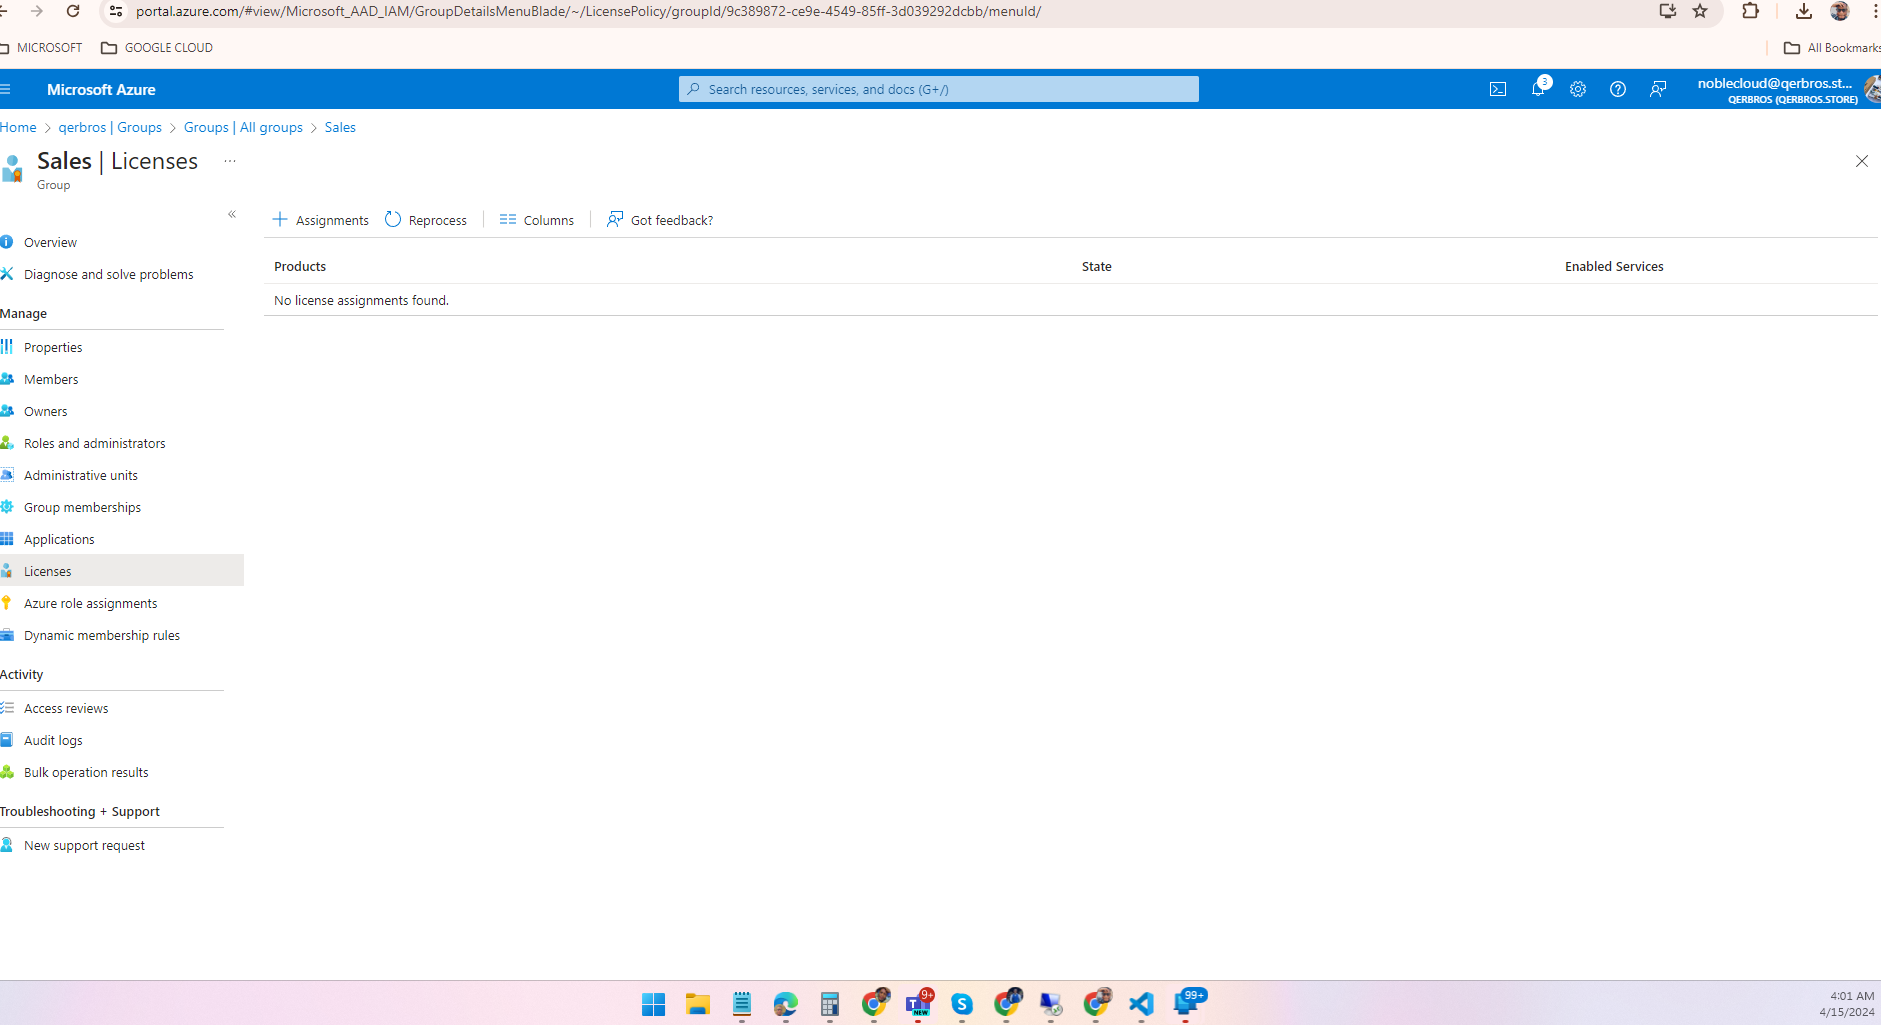 portal.azure.com/#view/Microsoft_AAD_IAM/GroupDetailsMenuBlade/~/LicensePolicy/groupId/9c389872-ce9e-4549-85ff-3d039292dcbb/menuId/
MICROSOFT
GOOGLE CLOUD
All Bookmarks
Microsoft Azure
Search resources, services, and docs (G+/)
3
noblecloud@qerbros.st...
QERBROS (QERBROS.STORE)
Home > qerbros | Groups > Groups | All groups > Sales
Sales | Licenses ...
Group
«
+ Assignments
Reprocess
Columns
Got feedback?
Products
State
Enabled Services
No license assignments found.
Overview
Diagnose and solve problems
Manage
Properties
Members
Owners
Roles and administrators
Administrative units
Group memberships
Applications
Licenses
Azure role assignments
Dynamic membership rules
Activity
Access reviews
Audit logs
Bulk operation results
Troubleshooting + Support
New support request
9+
NEW
99+
4:01 AM
4/15/2024